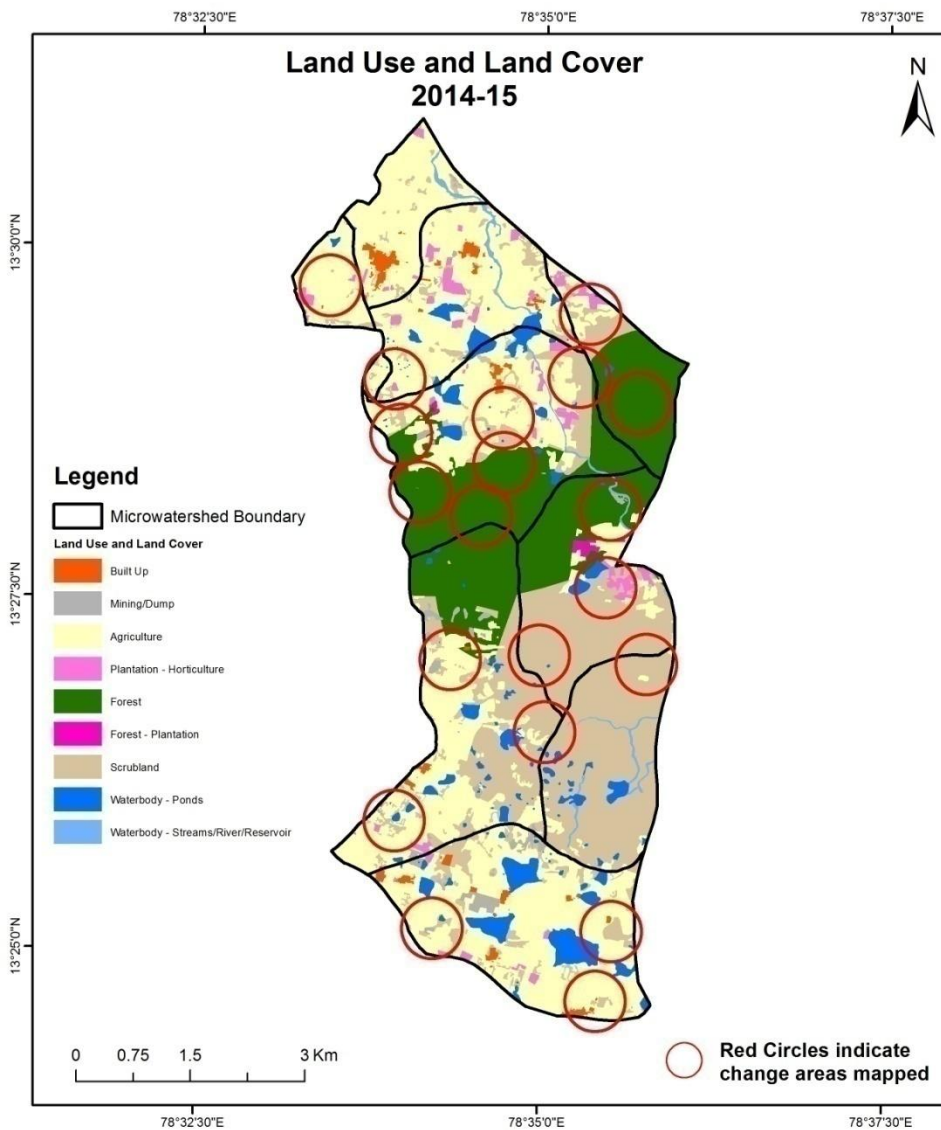 78°32'30"E
78°35'0"E
78°37'30"E
Land Use and Land Cover
2014-15
N
13°30'0"N
13°27'30"N
13°25'0"N
Legend
Microwatershed Boundary
Land Use and Land Cover
Built Up
Mining/Dump
Agriculture
Plantation - Horticulture
Forest
Forest - Plantation
Scrubland
Waterbody - Ponds
Waterbody - Streams/River/Reservoir
0 0.75 1.5 3 Km
Red Circles indicate
change areas mapped
78°32'30"E
78°35'0"E
78°37'30"E